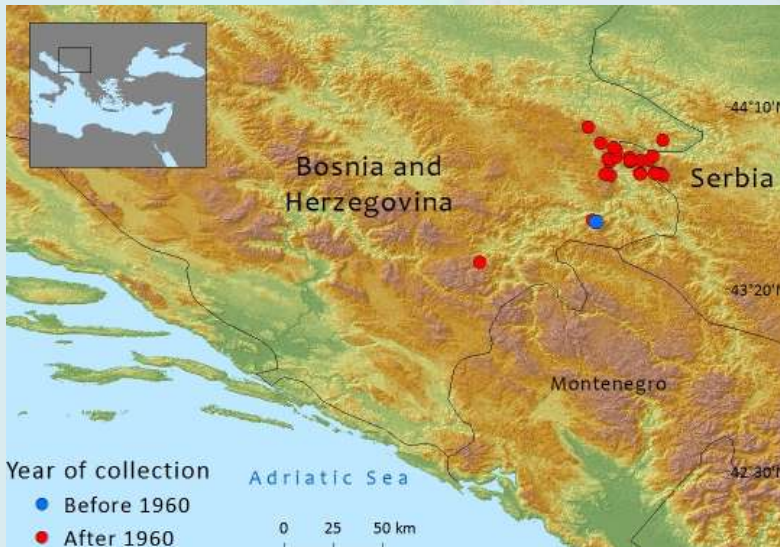 44°10'N
Bosnia and
Herzegovina
Serbia
43°20'N
Montenegro
42°30'N
Year of collection
Before 1960
After 1960
Adriatic Sea
0 25 50 km